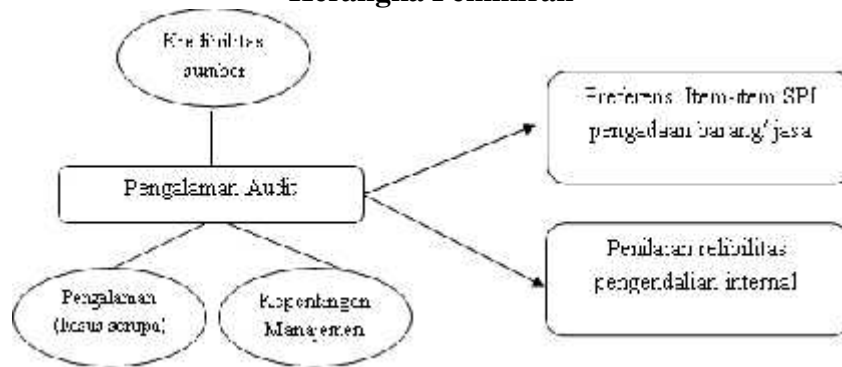 Kerangka Pemikiran
Kredibilitas
sumber
Preferensi Item-item SPI
pengadaan barang/ jasa
Pengalaman Audit
Penilaian relibilitas
pengendalian internal
Pengalaman
(kasus serupa)
Kepentingan
Manajemen